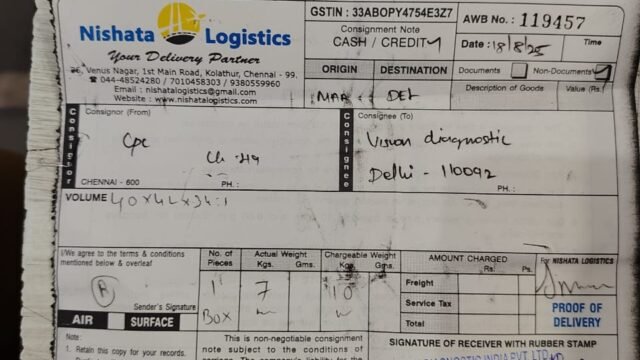 Nishata Logistics
Your Delivery Partner
Venus Nagar, 1st Main Road, Kolathur, Chennai - 99.
☎ 044-48524280 / 7010458303 / 9380559960
Email : nishatalogistics@gmail.com
Website : www.nishatalogistics.com
GSTIN : 33ABOPY4754E3Z7
Consignment Note
CASH / CREDIT
AWB No. : 119457
Date : 18/8/25 Time
ORIGIN DESTINATION
MAA DEL
Documents Non-Documents
Description of Goods Value (Rs.)
Consignor
Consignor (From)
Cpc
Ch-
CHENNAI - 600 PH. :
Consignee
Consignee (To)
Vision diagnostic
Delhi - 110092
PH. :
VOLUME 40x42x34:1
I/We agree to the terms & conditions mentioned below & overleaf
R
Sender's Signature
AIR SURFACE
No. of Pieces
1
BOX
Actual Weight
Kgs. Gms.
7
Chargeable Weight
Kgs. Gms.
10
AMOUNT CHARGED
Rs. Ps.
Freight
Service Tax
Total
For NISHATA LOGISTICS
PROOF OF DELIVERY
Note:
1. Retain this copy for your records.
This is non-negotiable consignment
note subject to the conditions of
SIGNATURE OF RECEIVER WITH RUBBER STAMP